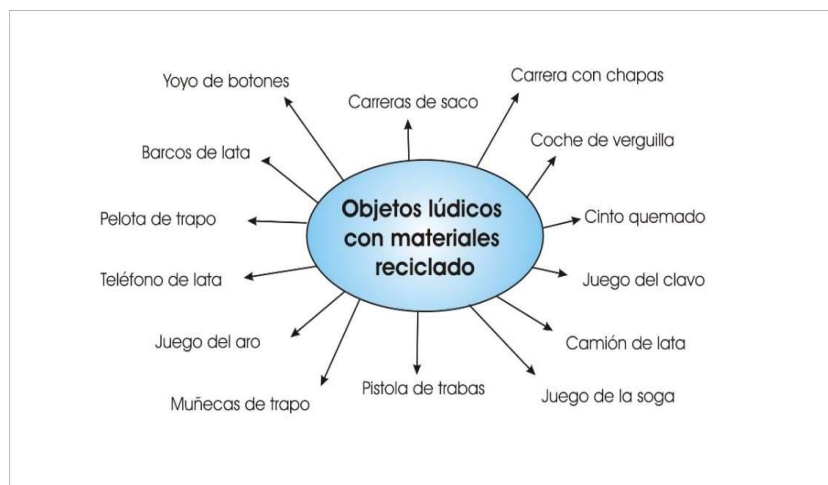 Yoyo de botones
Carreras de saco
Carrera con chapas
Barcos de lata
Coche de verguilla
Pelota de trapo
Objetos lúdicos
con materiales
reciclado
Cinto quemado
Teléfono de lata
Juego del clavo
Juego del aro
Camión de lata
Muñecas de trapo
Pistola de trabas
Juego de la soga